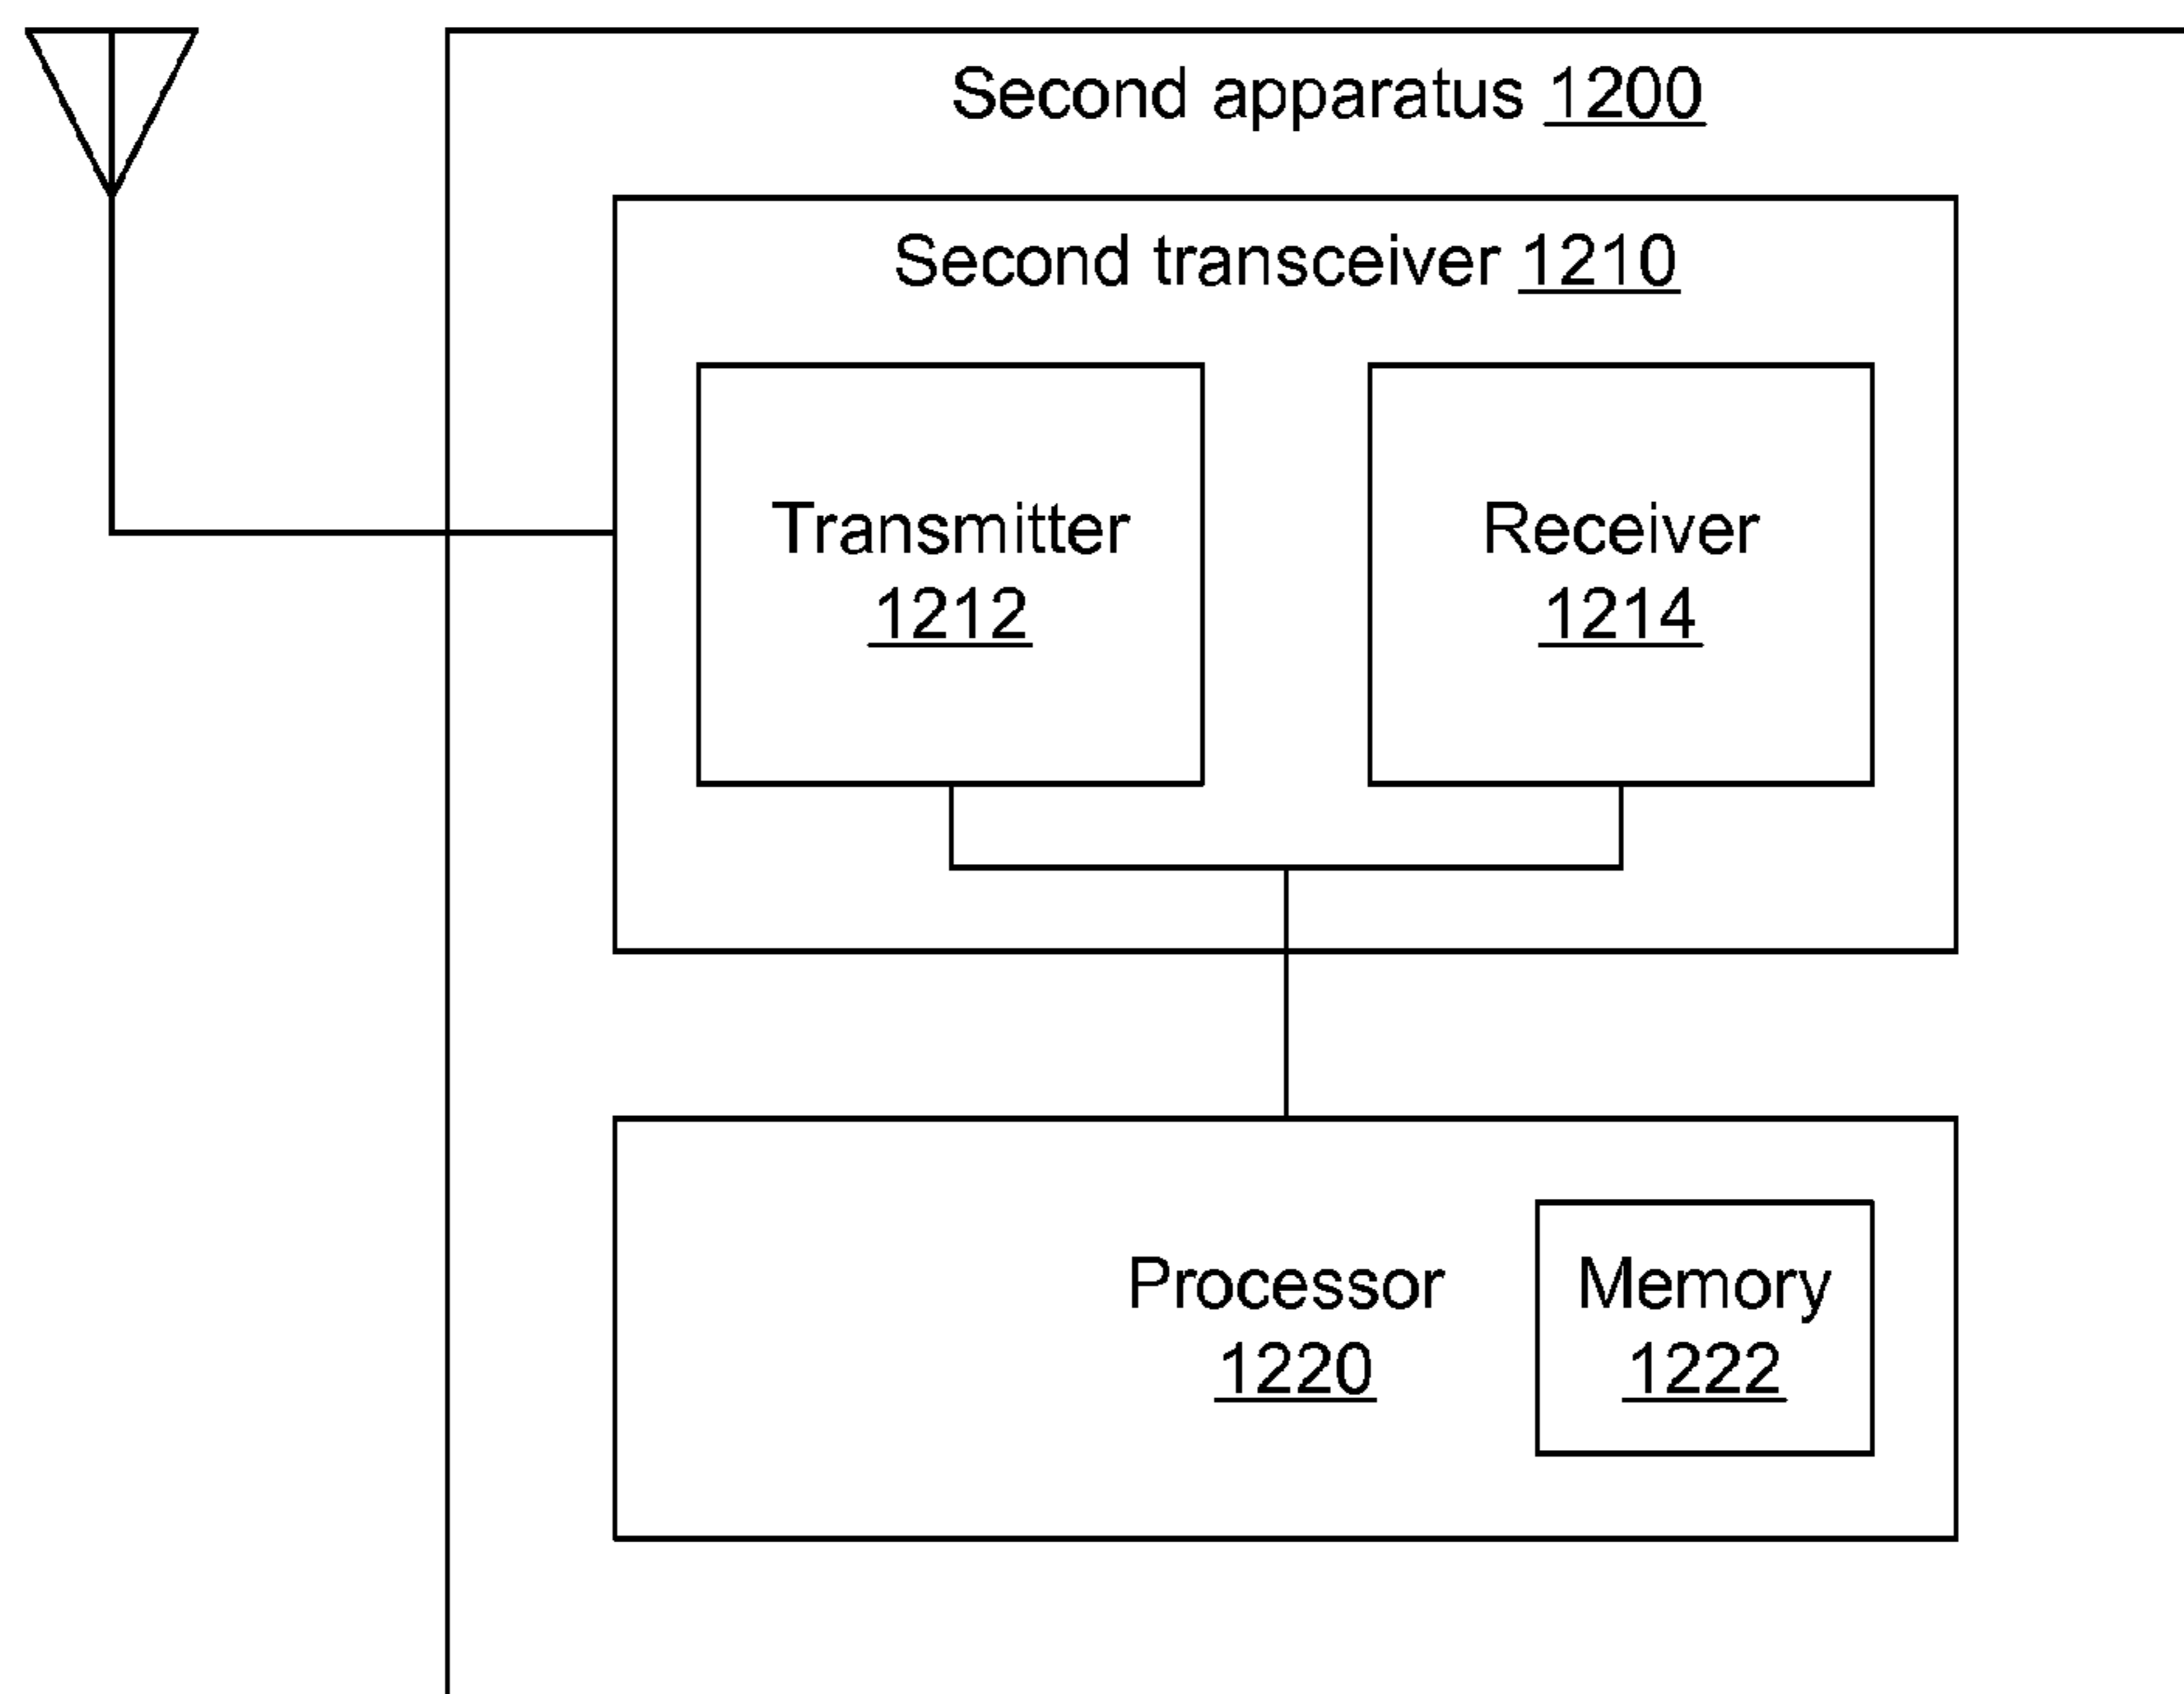 Second apparatus 1200
Second transceiver 1210
Transmitter
1212
Receiver
1214
Processor
1220
Memory
1222